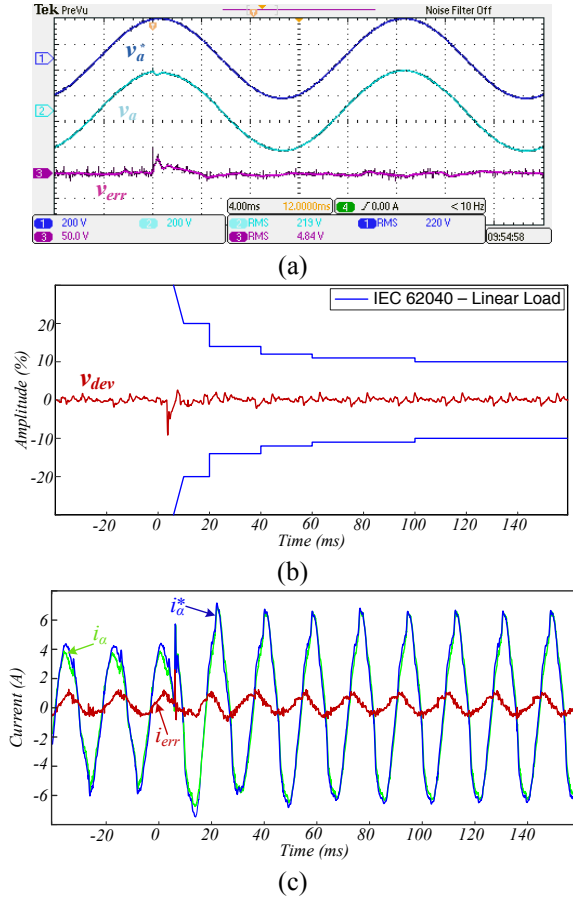 Tek PreVu Noise Filter Off
1
v*a
2
va
3
verr
4.00ms 12.0000ms 4 0.00 A < 10 Hz
1 200 V 2 200 V 2 RMS 219 V 1 RMS 220 V
3 50.0 V 3 RMS 4.84 V 09:54:58
(a)
IEC 62040 – Linear Load
Amplitude (%)
20
10
0
-10
-20
vdev
-20 0 20 40 60 80 100 120 140
Time (ms)
(b)
Current (A)
6
4
2
0
-2
-4
-6
iα
iα*
ierr
-20 0 20 40 60 80 100 120 140
Time (ms)
(c)